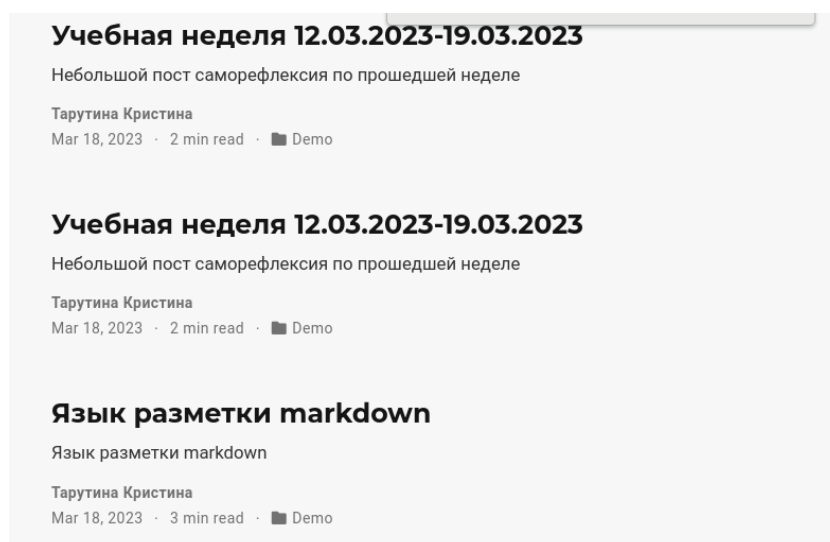 Учебная неделя 12.03.2023-19.03.2023
Небольшой пост саморефлексия по прошедшей неделе
Тарутина Кристина
Mar 18, 2023 · 2 min read · Demo
Учебная неделя 12.03.2023-19.03.2023
Небольшой пост саморефлексия по прошедшей неделе
Тарутина Кристина
Mar 18, 2023 · 2 min read · Demo
Язык разметки markdown
Язык разметки markdown
Тарутина Кристина
Mar 18, 2023 · 3 min read · Demo